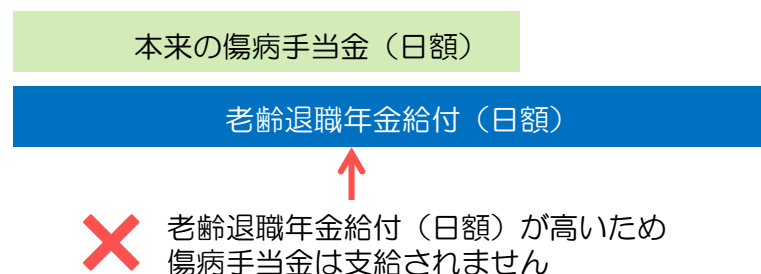 本来の傷病手当金（日額）
老齢退職年金給付（日額）
老齢退職年金給付（日額）が高いため
傷病手当金は支給されません